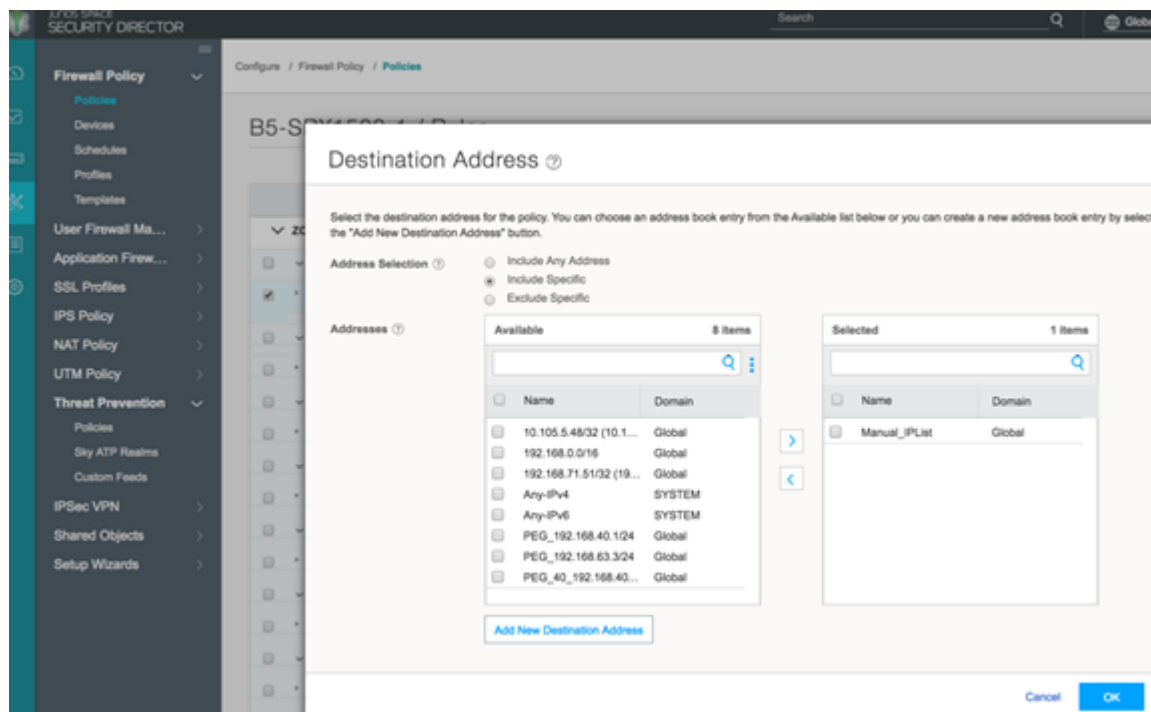 JUNOS SPACE
SECURITY DIRECTOR
Search
Firewall Policy
Policies
Devices
Schedules
Profiles
Templates
User Firewall Ma...
Application Firew...
SSL Profiles
IPS Policy
NAT Policy
UTM Policy
Threat Prevention
Policies
Sky ATP Realms
Custom Feeds
IPSec VPN
Shared Objects
Setup Wizards
Configure / Firewall Policy / Policies
Destination Address
Select the destination address for the policy. You can choose an address book entry from the Available list below or you can create a new address book entry by select
the "Add New Destination Address" button.
Address Selection
Include Any Address
Include Specific
Exclude Specific
Addresses
Available 8 items
Name Domain
10.105.5.48/32 (10.1... Global
192.168.0.0/16 Global
192.168.71.51/32 (19... Global
Any-IPv4 SYSTEM
Any-IPv6 SYSTEM
PEG_192.168.40.1/24 Global
PEG_192.168.63.3/24 Global
PEG_40_192.168.40... Global
Selected 1 items
Name Domain
Manual_IPList Global
Add New Destination Address
Cancel OK